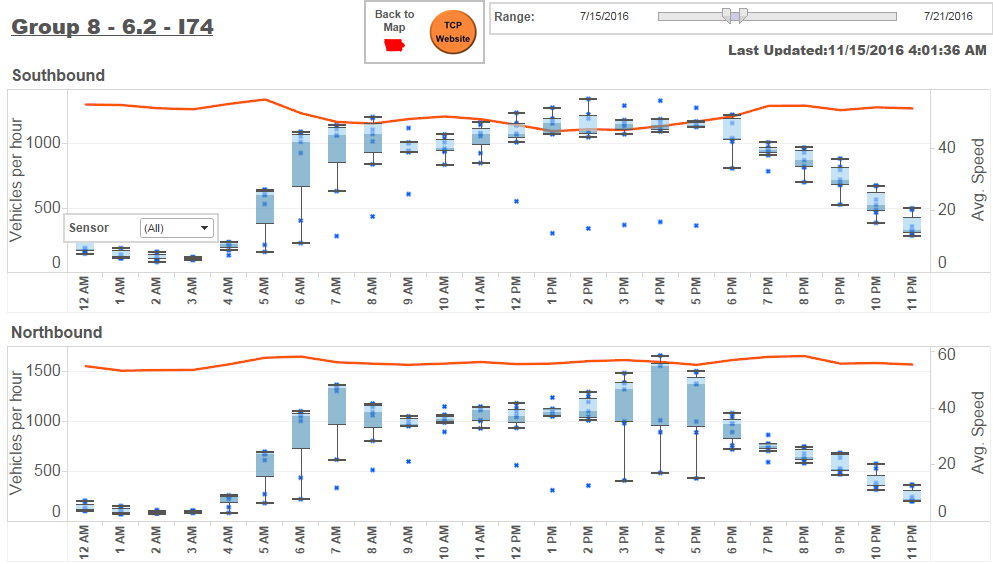 Group 8 - 6.2 - I74
Back to
Map
TCP
Website
Range:
7/15/2016
7/21/2016
Last Updated:11/15/2016 4:01:36 AM
Southbound
Vehicles per hour
1000
500
0
Sensor
(All)
40
20
0
Avg. Speed
12 AM
1 AM
2 AM
3 AM
4 AM
5 AM
6 AM
7 AM
8 AM
9 AM
10 AM
11 AM
12 PM
1 PM
2 PM
3 PM
4 PM
5 PM
6 PM
7 PM
8 PM
9 PM
10 PM
11 PM
Northbound
Vehicles per hour
1500
1000
500
0
60
40
20
0
Avg. Speed
12 AM
1 AM
2 AM
3 AM
4 AM
5 AM
6 AM
7 AM
8 AM
9 AM
10 AM
11 AM
12 PM
1 PM
2 PM
3 PM
4 PM
5 PM
6 PM
7 PM
8 PM
9 PM
10 PM
11 PM